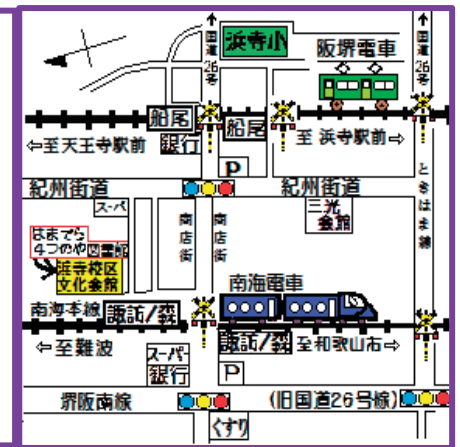 ↑国道26号
浜寺小
阪堺電車
↑国道26号
船尾
船尾
⇦至天王寺駅前
銀行
至 浜寺駅前⇨
P
紀州街道
紀州街道
スーパ
商店街
商店街
三光会館
ときはま線
はまでら
4つのや
図書館
浜寺校区
文化会館
南海電車
南海本線
諏訪ノ森
諏訪ノ森
⇦至難波
至和歌山市⇨
スーパー
銀行
P
堺阪南線
(旧国道26号線)
くすり